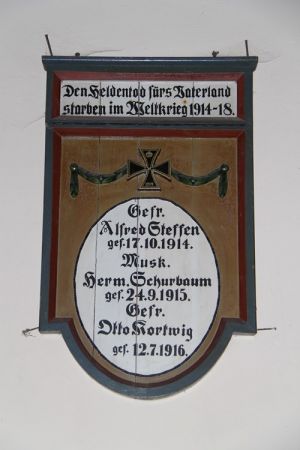 Den Heldentod fürs Vaterland
starben im Weltkrieg 1914-18.
Gefr.
Alfred Steffen
gef. 17.10.1914.
Musk.
Herm. Schurbaum
gef. 24.9.1915.
Gefr.
Otto Kortwig
gef. 12.7.1916.